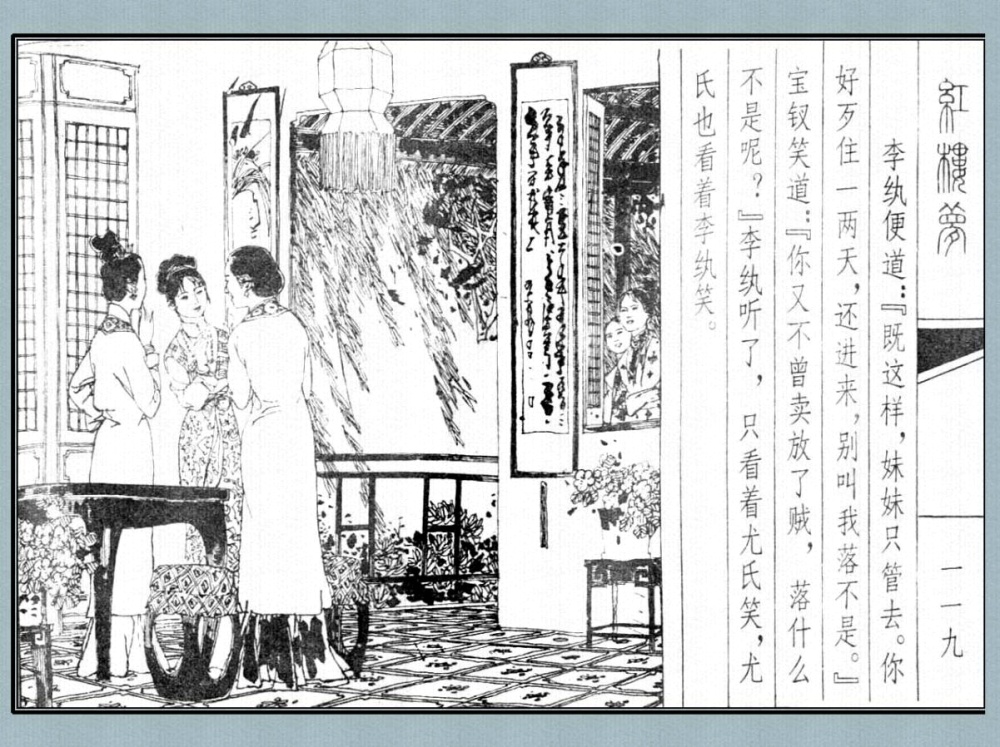 紅樓夢
一一九
李纨便道：『既这样，妹妹只管去。你
好歹住一两天，还进来，别叫我落不是。』
宝钗笑道：『你又不曾卖放了贼，落什么
不是呢？』李纨听了，只看着尤氏笑，尤
氏也看着李纨笑。